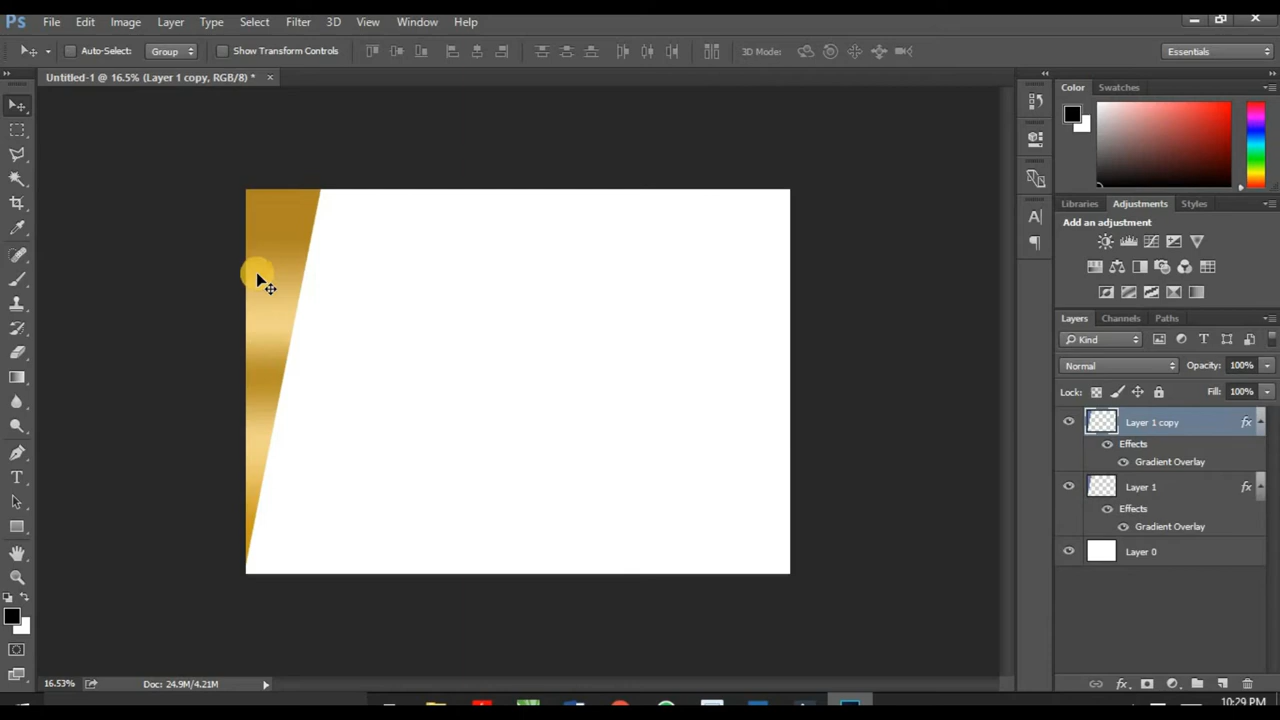 Ps File Edit Image Layer Type Select Filter 3D View Window Help
Auto-Select: Group Show Transform Controls 3D Mode: Essentials
Untitled-1 @ 16.5% (Layer 1 copy, RGB/8) *
Color Swatches
Libraries Adjustments Styles
Add an adjustment
Layers Channels Paths
Kind
Normal Opacity: 100%
Lock: Fill: 100%
Layer 1 copy fx
Effects
Gradient Overlay
Layer 1 fx
Effects
Gradient Overlay
Layer 0
16.53% Doc: 24.9M/4.21M
10:29 PM